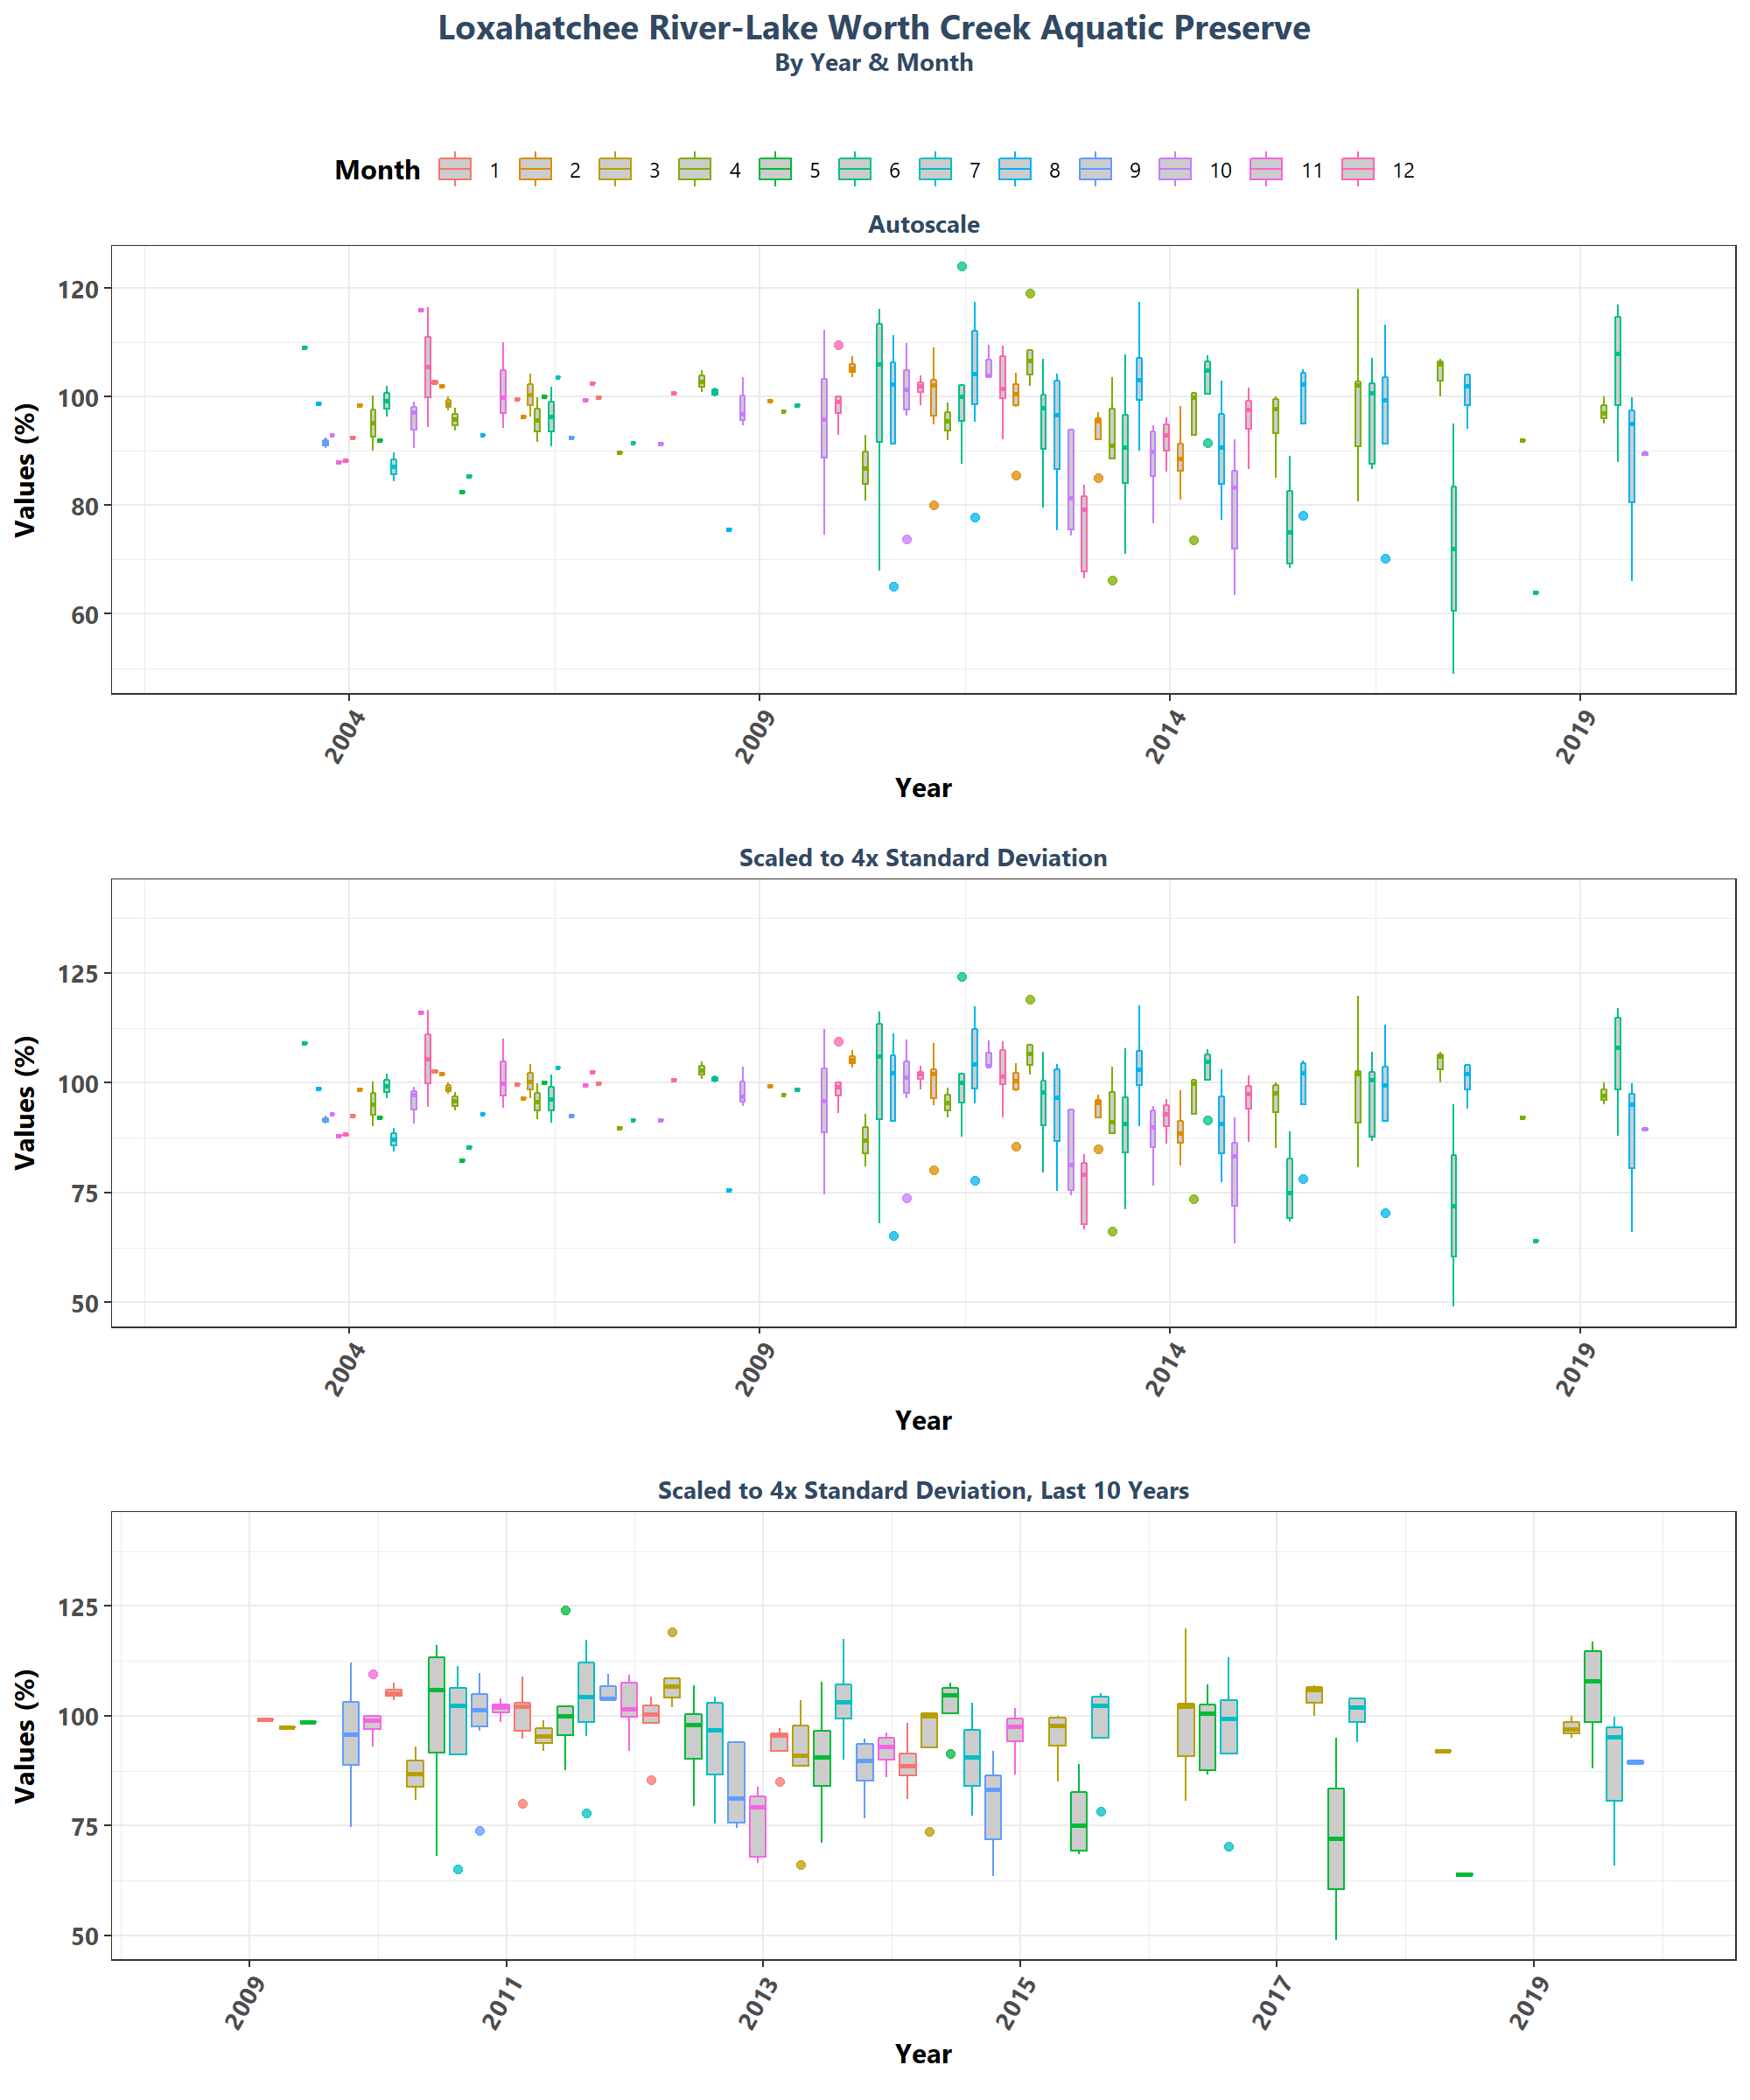 Loxahatchee River-Lake Worth Creek Aquatic Preserve
By Year & Month
Month 1 2 3 4 5 6 7 8 9 10 11 12
Autoscale
Values (%)
120
100
80
60
2004 2009 2014 2019
Year
Scaled to 4x Standard Deviation
Values (%)
125
100
75
50
2004 2009 2014 2019
Year
Scaled to 4x Standard Deviation, Last 10 Years
Values (%)
125
100
75
50
2009 2011 2013 2015 2017 2019
Year